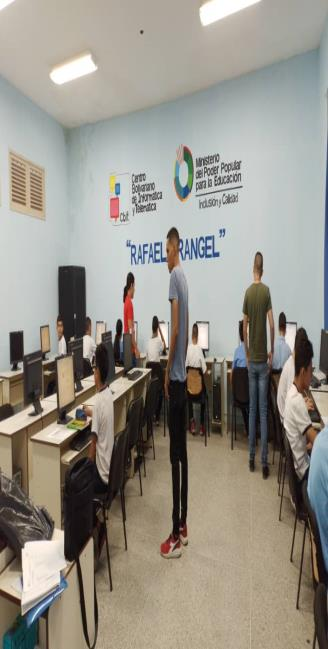 Centro
Bolivariano
de Informática
y Telemática
Cbit
Ministerio
del Poder Popular
para la Educación
Inclusión y Calidad
"RAFAEL RANGEL"